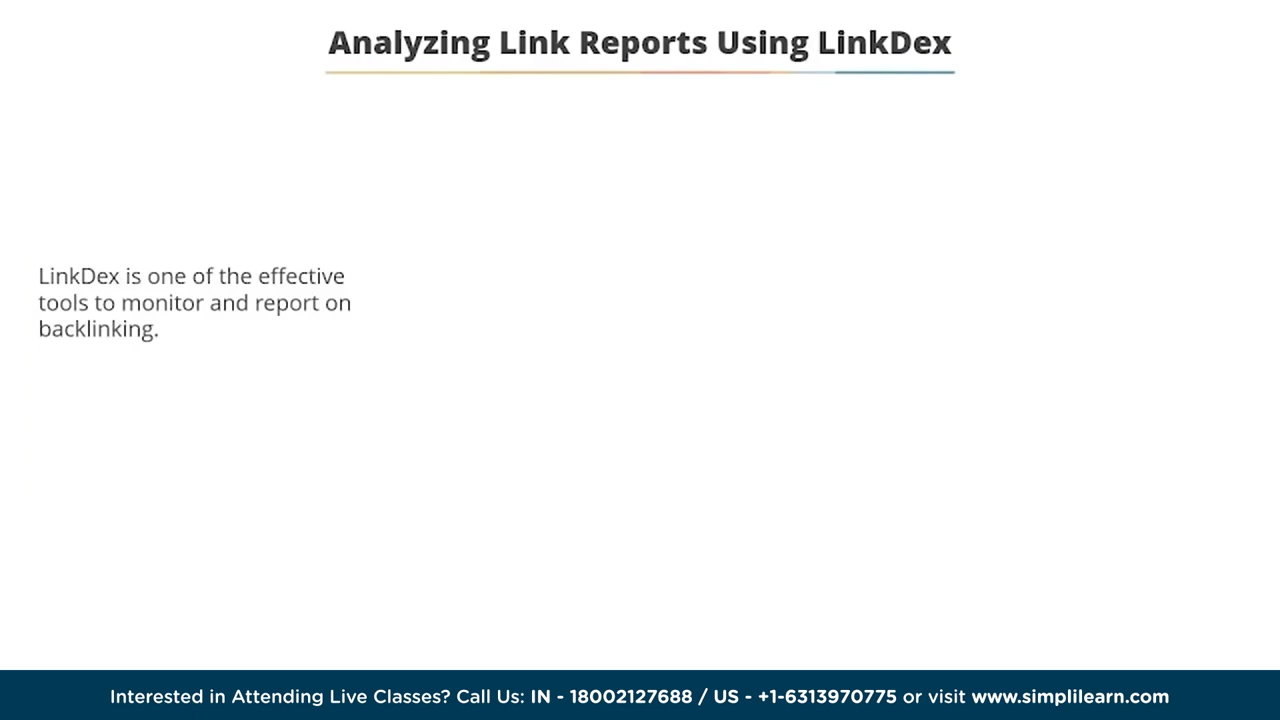 Analyzing Link Reports Using LinkDex
LinkDex is one of the effective
tools to monitor and report on
backlinking.
Interested in Attending Live Classes? Call Us: IN - 18002127688 / US - +1-6313970775 or visit www.simplilearn.com